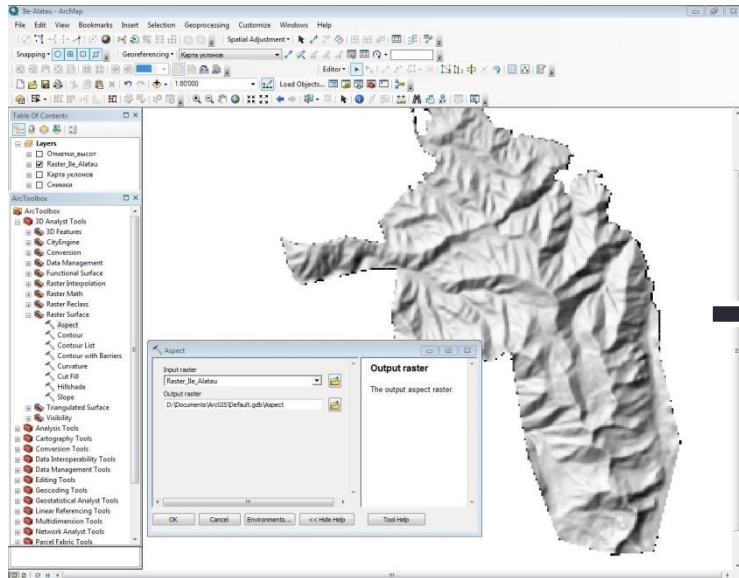 Ile-Alatau - ArcMap
File Edit View Bookmarks Insert Selection Geoprocessing Customize Windows Help
Spatial Adjustment
Snapping Georeferencing Карта уклонов
Editor
1:80'000 Load Objects...
Table Of Contents
Layers
Отметки_высот
Raster_Ile_Alatau
Карта уклонов
Снимки
ArcToolbox
ArcToolbox
3D Analyst Tools
3D Features
CityEngine
Conversion
Data Management
Functional Surface
Raster Interpolation
Raster Math
Raster Reclass
Raster Surface
Aspect
Contour
Contour List
Contour with Barriers
Curvature
Cut Fill
Hillshade
Slope
Triangulated Surface
Visibility
Analysis Tools
Cartography Tools
Conversion Tools
Data Interoperability Tools
Data Management Tools
Editing Tools
Geocoding Tools
Geostatistical Analyst Tools
Linear Referencing Tools
Multidimension Tools
Network Analyst Tools
Parcel Fabric Tools
Aspect
Input raster
Raster_Ile_Alatau
Output raster
D:\Documents\ArcGIS\Default.gdb\Aspect
OK Cancel Environments... << Hide Help Tool Help
Output raster
The output aspect raster.